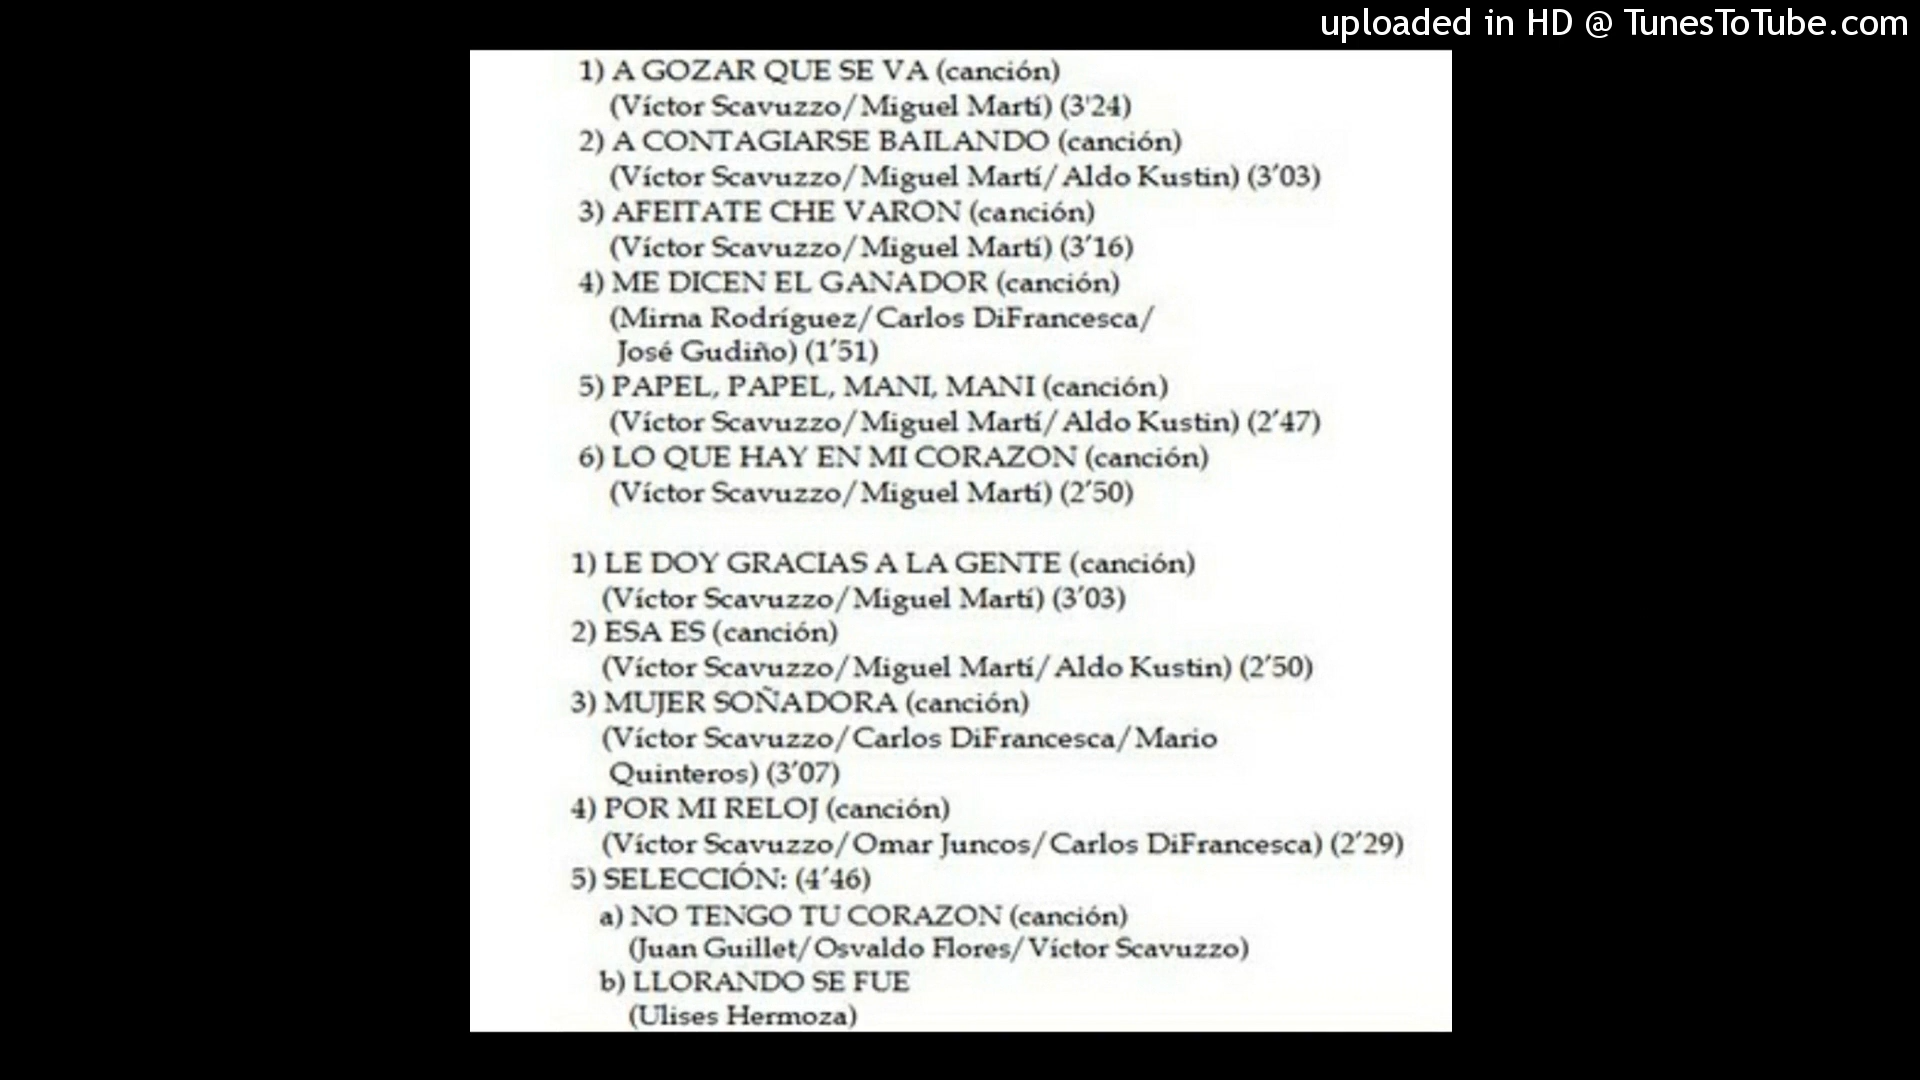 uploaded in HD @ TunesToTube.com
1) A GOZAR QUE SE VA (canción)
(Víctor Scavuzzo/Miguel Martí) (3'24)
2) A CONTAGIARSE BAILANDO (canción)
(Víctor Scavuzzo/Miguel Martí/Aldo Kustin) (3´03)
3) AFEITATE CHE VARON (canción)
(Víctor Scavuzzo/Miguel Martí) (3´16)
4) ME DICEN EL GANADOR (canción)
(Mirna Rodríguez/Carlos DiFrancesca/
José Gudiño) (1´51)
5) PAPEL, PAPEL, MANI, MANI (canción)
(Víctor Scavuzzo/Miguel Martí/Aldo Kustin) (2´47)
6) LO QUE HAY EN MI CORAZON (canción)
(Víctor Scavuzzo/Miguel Martí) (2´50)
1) LE DOY GRACIAS A LA GENTE (canción)
(Víctor Scavuzzo/Miguel Martí) (3´03)
2) ESA ES (canción)
(Víctor Scavuzzo/Miguel Martí/Aldo Kustin) (2´50)
3) MUJER SOÑADORA (canción)
(Víctor Scavuzzo/Carlos DiFrancesca/Mario
Quinteros) (3´07)
4) POR MI RELOJ (canción)
(Víctor Scavuzzo/Omar Juncos/Carlos DiFrancesca) (2´29)
5) SELECCIÓN: (4´46)
a) NO TENGO TU CORAZON (canción)
(Juan Guillet/Osvaldo Flores/Víctor Scavuzzo)
b) LLORANDO SE FUE
(Ulises Hermoza)